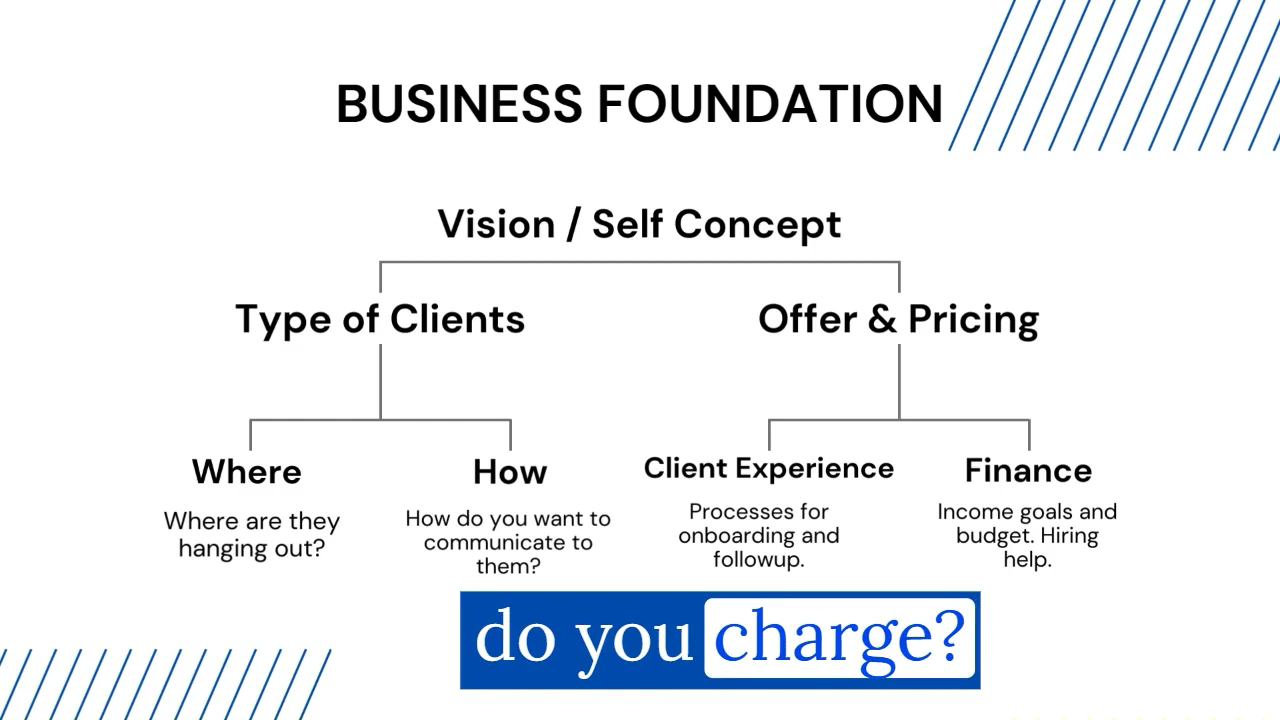 BUSINESS FOUNDATION
Vision / Self Concept
Type of Clients
Offer & Pricing
Where
Where are they
hanging out?
How
How do you want to
communicate to
them?
Client Experience
Processes for
onboarding and
followup.
Finance
Income goals and
budget. Hiring
help.
do you charge?